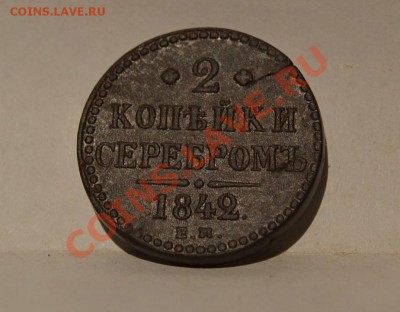 COINS.LAVE.RU
2
КОПѢЙКИ
СЕРЕБРОМЪ
1842.
Е.М.
COINS.LAVE.RU